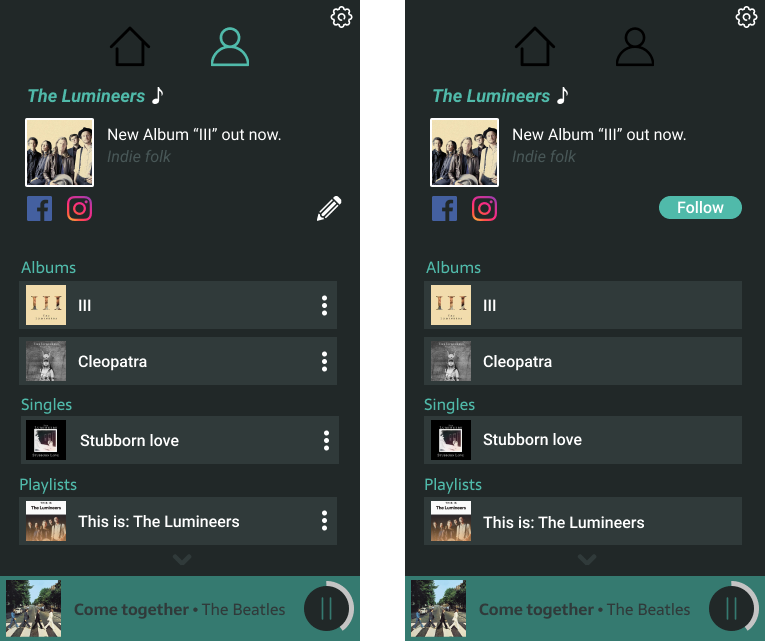 The Lumineers
New Album “III” out now.
Indie folk
Albums
III
Cleopatra
Singles
Stubborn love
Playlists
This is: The Lumineers
Come together • The Beatles
The Lumineers
New Album “III” out now.
Indie folk
Follow
Albums
III
Cleopatra
Singles
Stubborn love
Playlists
This is: The Lumineers
Come together • The Beatles